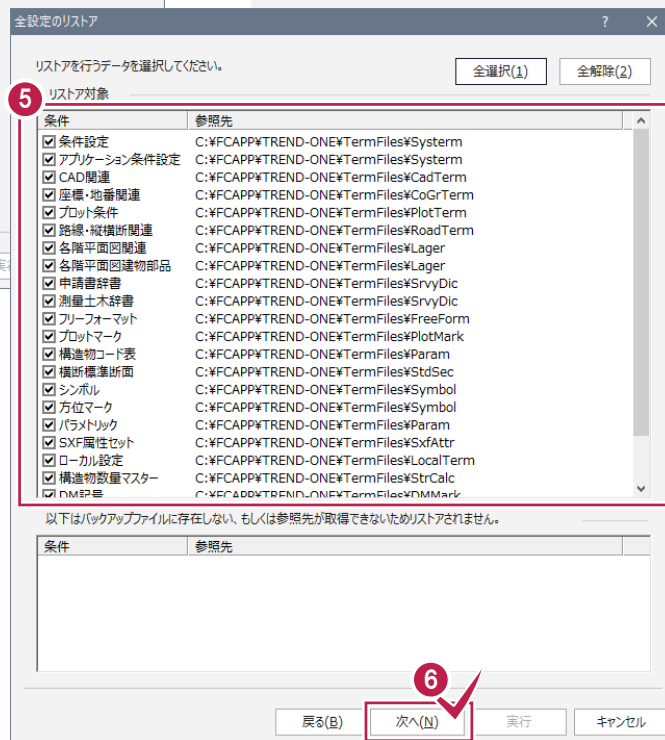 全設定のリストア ? ×
リストアを行うデータを選択してください。
全選択(1) 全解除(2)
5
リストア対象
条件 参照先
条件設定 C:¥FCAPP¥TREND-ONE¥TermFiles¥Systerm
アプリケーション条件設定 C:¥FCAPP¥TREND-ONE¥TermFiles¥Systerm
CAD関連 C:¥FCAPP¥TREND-ONE¥TermFiles¥CadTerm
座標・地番関連 C:¥FCAPP¥TREND-ONE¥TermFiles¥CoGrTerm
プロット条件 C:¥FCAPP¥TREND-ONE¥TermFiles¥PlotTerm
路線・縦横断関連 C:¥FCAPP¥TREND-ONE¥TermFiles¥RoadTerm
各階平面図関連 C:¥FCAPP¥TREND-ONE¥TermFiles¥Lager
各階平面図建物部品 C:¥FCAPP¥TREND-ONE¥TermFiles¥Lager
申請書辞書 C:¥FCAPP¥TREND-ONE¥TermFiles¥SrvyDic
測量土木辞書 C:¥FCAPP¥TREND-ONE¥TermFiles¥SrvyDic
フリーフォーマット C:¥FCAPP¥TREND-ONE¥TermFiles¥FreeForm
プロットマーク C:¥FCAPP¥TREND-ONE¥TermFiles¥PlotMark
構造物コード表 C:¥FCAPP¥TREND-ONE¥TermFiles¥Param
横断標準断面 C:¥FCAPP¥TREND-ONE¥TermFiles¥StdSec
シンボル C:¥FCAPP¥TREND-ONE¥TermFiles¥Symbol
方位マーク C:¥FCAPP¥TREND-ONE¥TermFiles¥Symbol
パラメトリック C:¥FCAPP¥TREND-ONE¥TermFiles¥Param
SXF属性セット C:¥FCAPP¥TREND-ONE¥TermFiles¥SxfAttr
ローカル設定 C:¥FCAPP¥TREND-ONE¥TermFiles¥LocalTerm
構造物数量マスター C:¥FCAPP¥TREND-ONE¥TermFiles¥StrCalc
DM記号 C:¥FCAPP¥TREND-ONE¥TermFiles¥DMMark
以下はバックアップファイルに存在しない、もしくは参照先が取得できないためリストアされません。
条件 参照先
6
戻る(B) 次へ(N) 実行 キャンセル